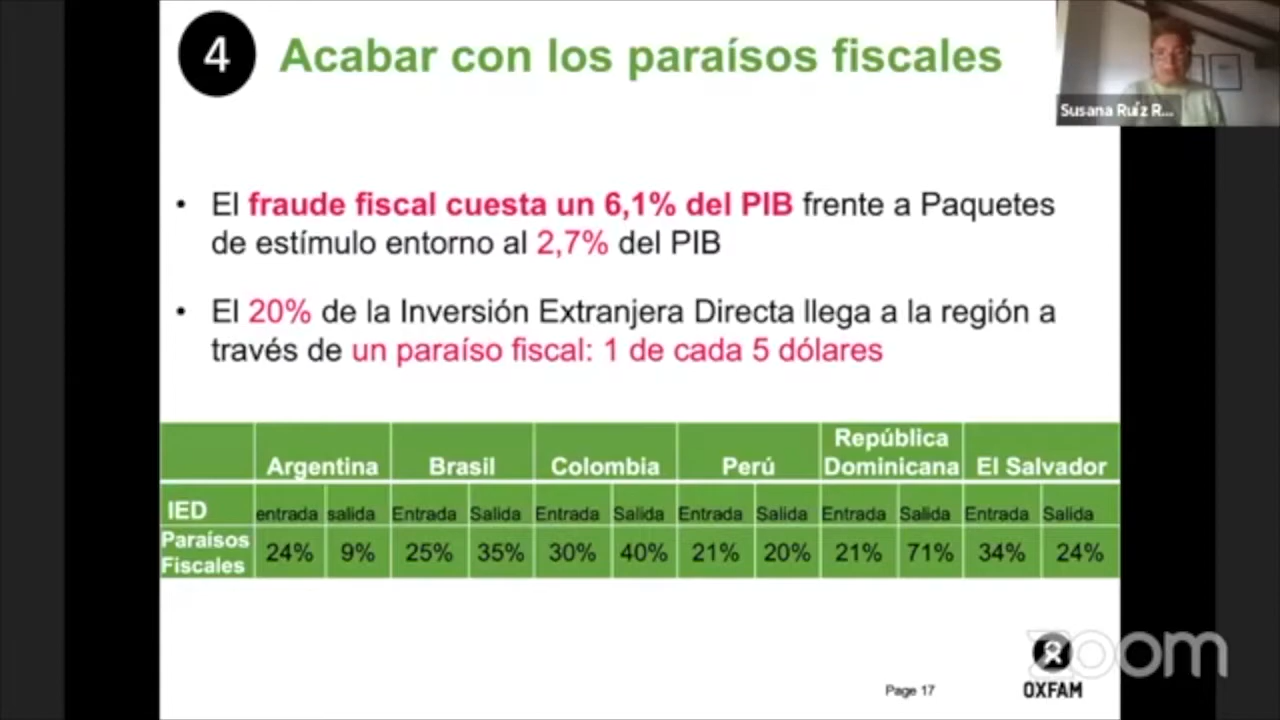 4
Acabar con los paraísos fiscales
Susana Ruíz R...
• El fraude fiscal cuesta un 6,1% del PIB frente a Paquetes
de estímulo entorno al 2,7% del PIB
• El 20% de la Inversión Extranjera Directa llega a la región a
través de un paraíso fiscal: 1 de cada 5 dólares
Argentina Brasil Colombia Perú República Dominicana El Salvador
IED entrada salida Entrada Salida Entrada Salida Entrada Salida Entrada Salida Entrada Salida
Paraísos Fiscales 24% 9% 25% 35% 30% 40% 21% 20% 21% 71% 34% 24%
zoom
Page 17
OXFAM